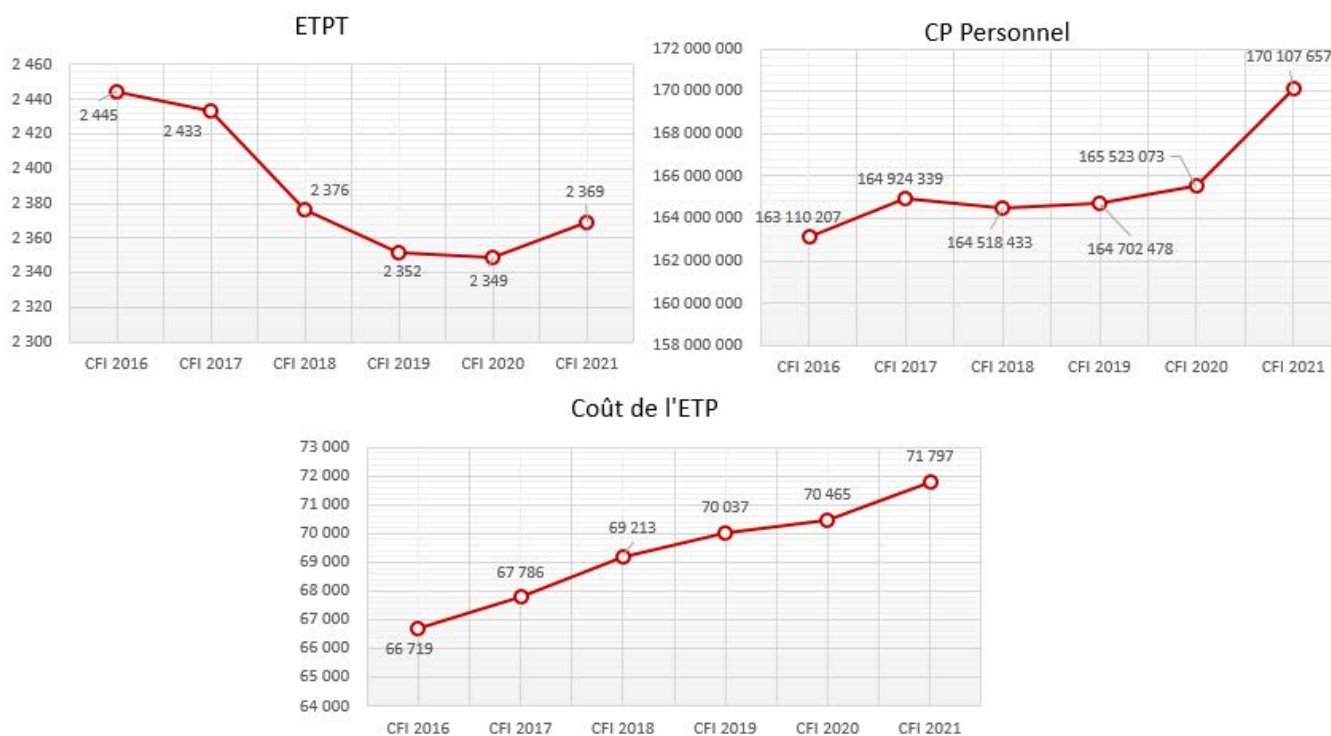 ETPT
2 460
2 440
2 420
2 400
2 380
2 360
2 340
2 320
2 300
2 445
2 433
2 376
2 352
2 349
2 369
CFI 2016 CFI 2017 CFI 2018 CFI 2019 CFI 2020 CFI 2021
CP Personnel
172 000 000
170 000 000
168 000 000
166 000 000
164 000 000
162 000 000
160 000 000
158 000 000
163 110 207
164 924 339
164 518 433
164 702 478
165 523 073
170 107 657
CFI 2016 CFI 2017 CFI 2018 CFI 2019 CFI 2020 CFI 2021
Coût de l'ETP
73 000
72 000
71 000
70 000
69 000
68 000
67 000
66 000
65 000
64 000
66 719
67 786
69 213
70 037
70 465
71 797
CFI 2016 CFI 2017 CFI 2018 CFI 2019 CFI 2020 CFI 2021